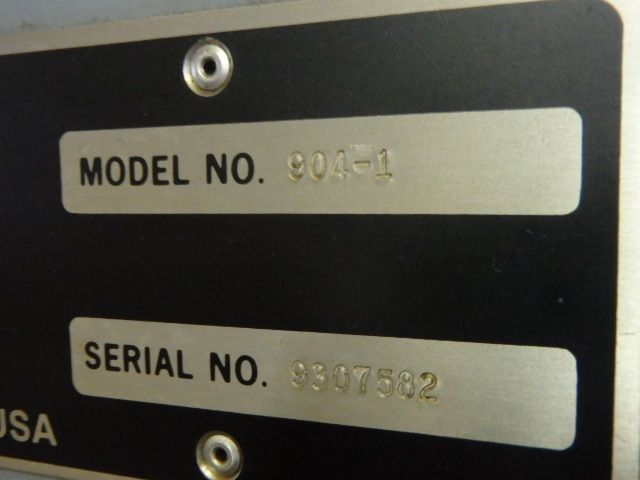 MODEL NO. 904-1
SERIAL NO. 9307582
USA